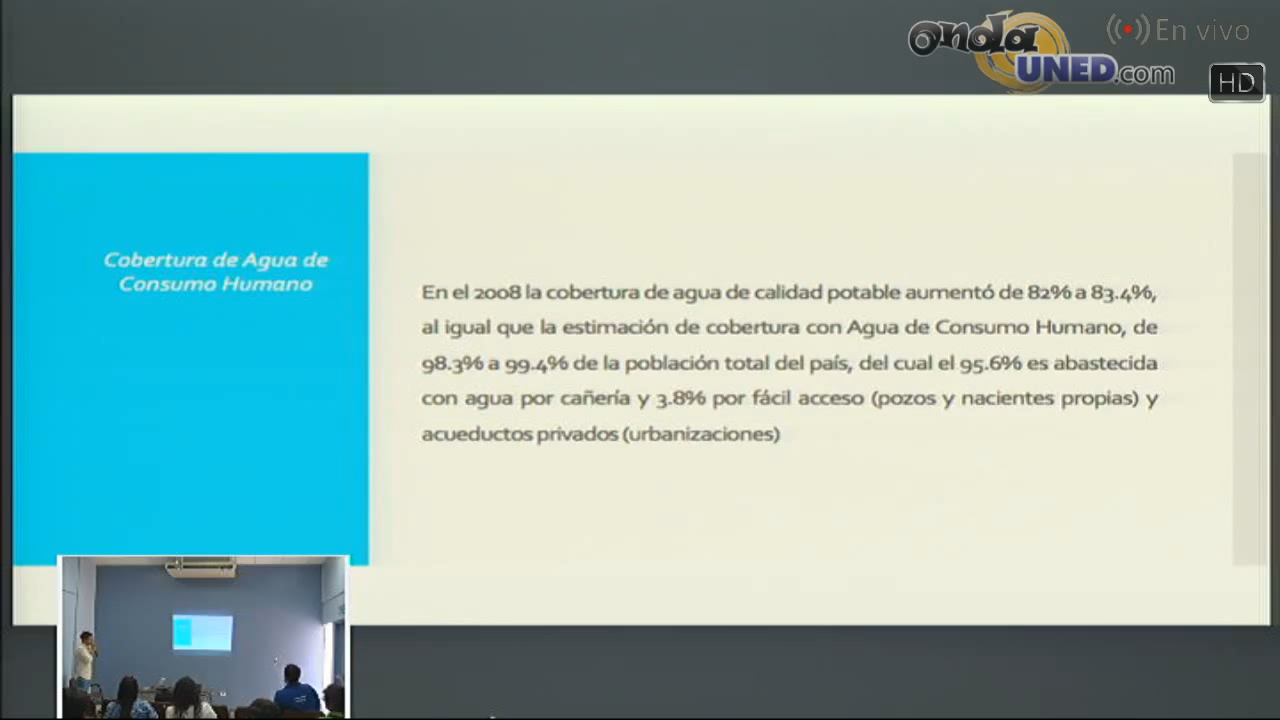 onda
UNED.com
En vivo
HD
Cobertura de Agua de
Consumo Humano
En el 2008 la cobertura de agua de calidad potable aumentó de 82% a 83.4%,
al igual que la estimación de cobertura con Agua de Consumo Humano, de
98.3% a 99.4% de la población total del país, del cual el 95.6% es abastecida
con agua por cañería y 3.8% por fácil acceso (pozos y nacientes propias) y
acueductos privados (urbanizaciones)